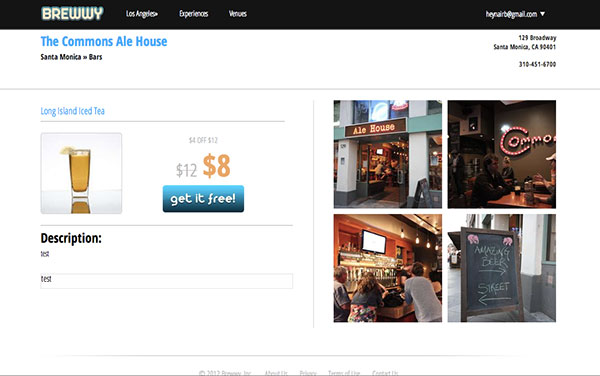 BREWWY
Los Angeles»
Experiences
Venues
heynairb@gmail.com
The Commons Ale House
Santa Monica » Bars
129 Broadway
Santa Monica, CA 90401
310-451-6700
Long Island Iced Tea
$4 OFF $12
$12 $8
get it free!
Description:
test
test
Ale House
Commo
AMAZING
BEER
STREET
© 2012 Brewwy, Inc.
About Us
Privacy
Terms of Use
Contact Us